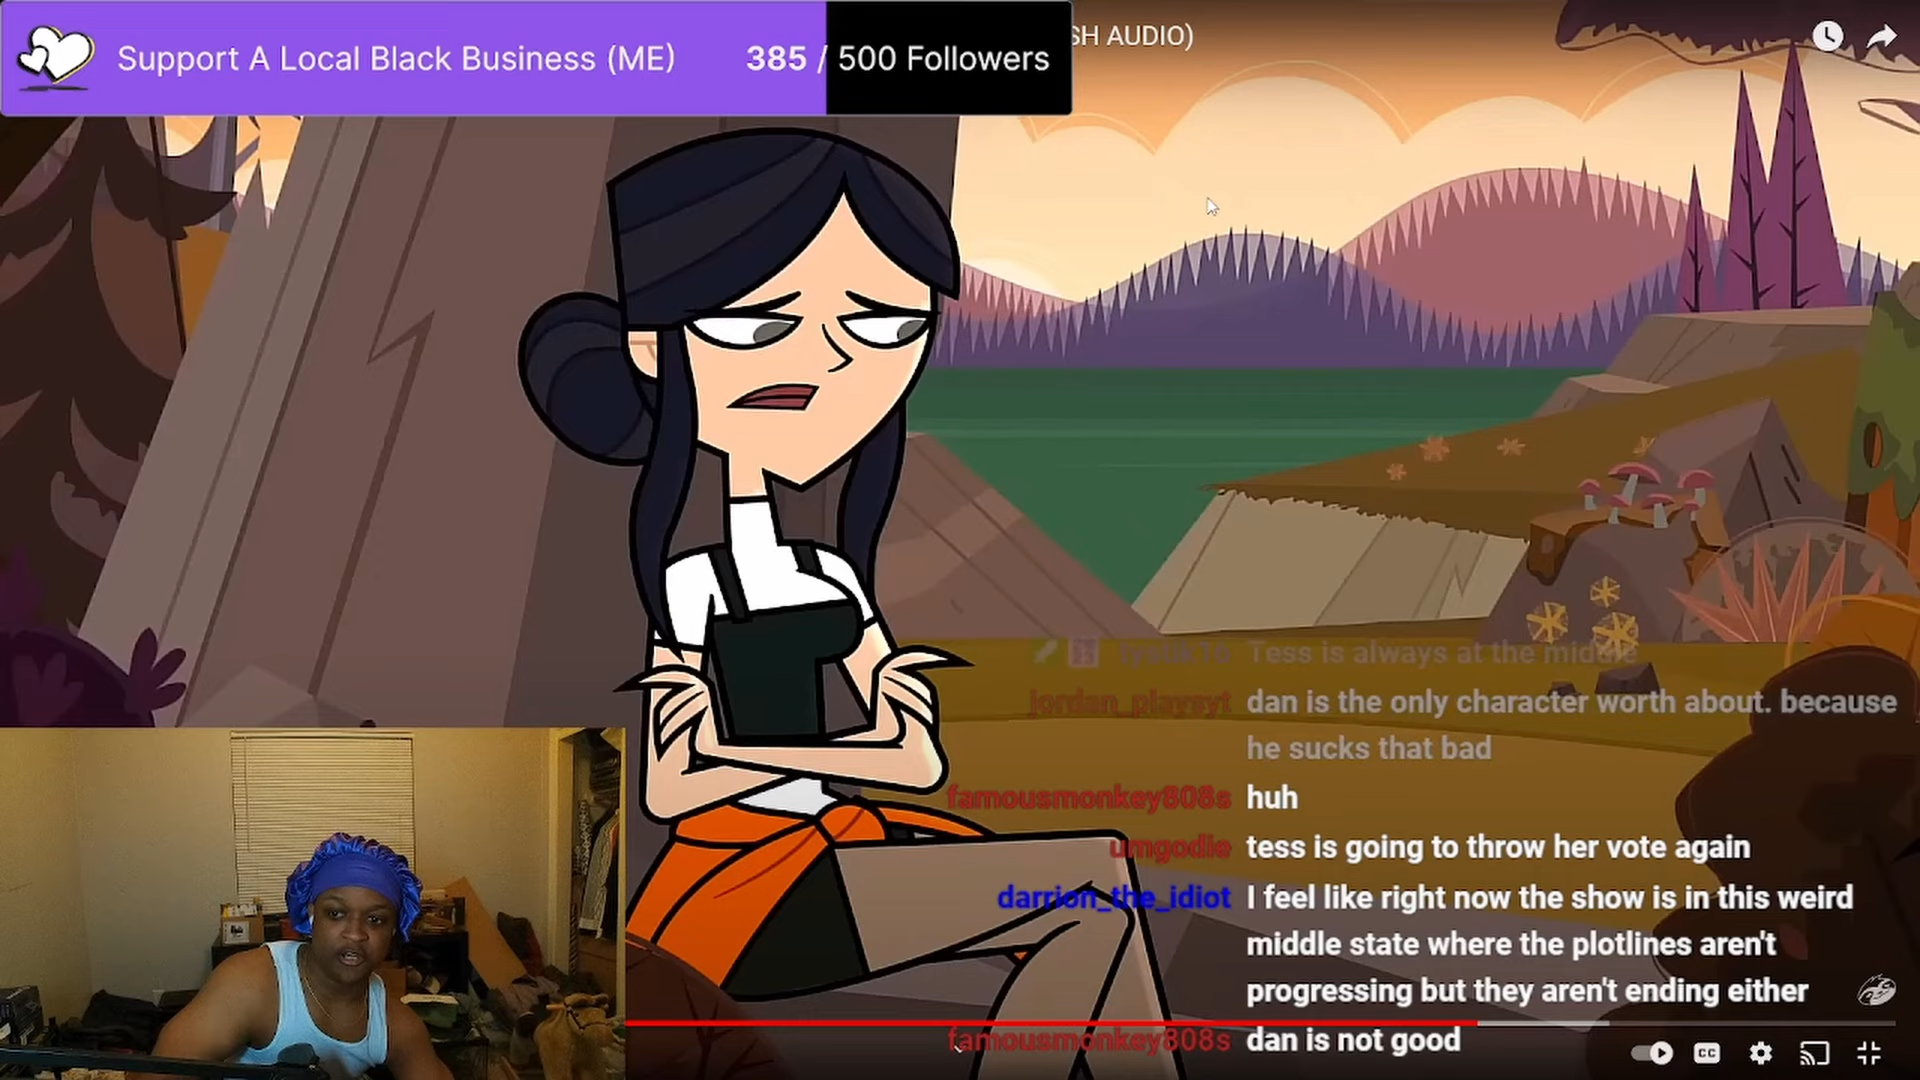 Support A Local Black Business (ME) 385 / 500 Followers
SH AUDIO)
Tess is always at the middle
jordan_playsyt dan is the only character worth about. because
he sucks that bad
famousmonkey808s huh
umgodie tess is going to throw her vote again
darrion_the_idiot I feel like right now the show is in this weird
middle state where the plotlines aren't
progressing but they aren't ending either
famousmonkey808s dan is not good
CC